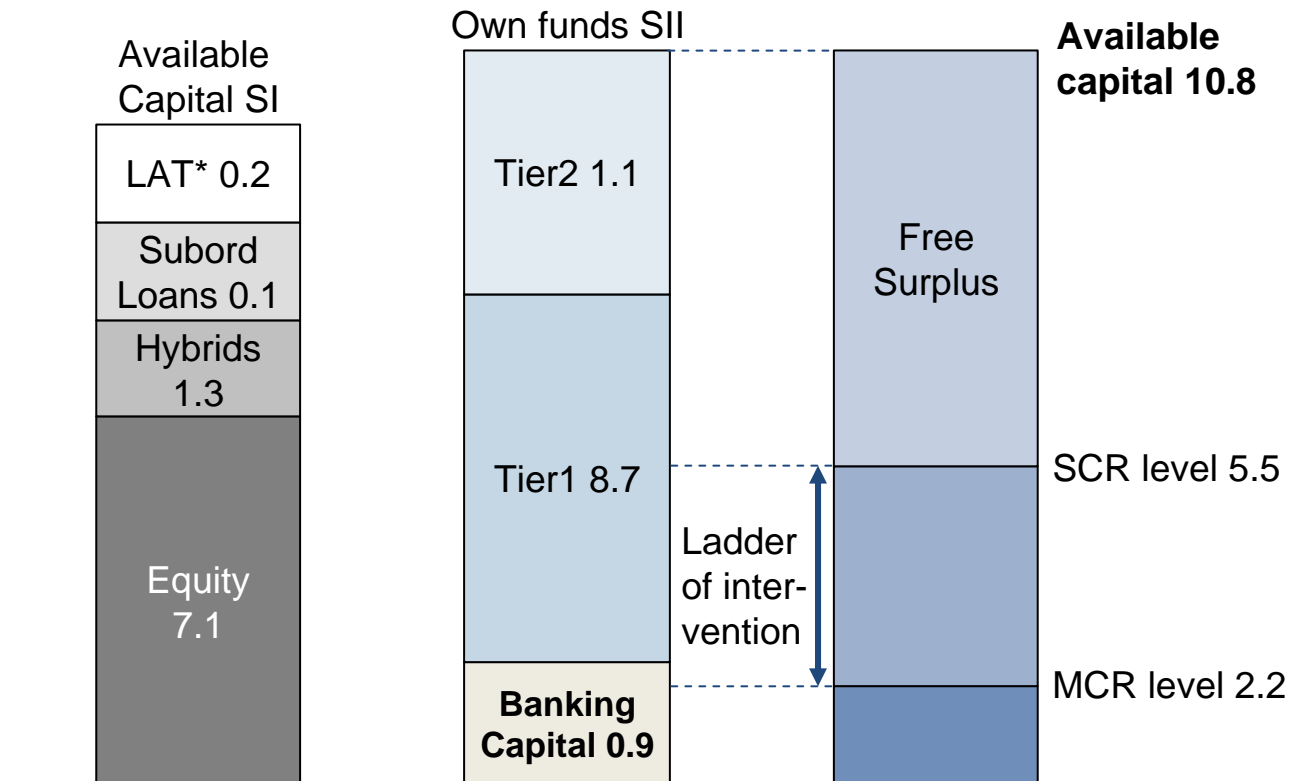 Available
Capital SI
LAT* 0.2
Subord
Loans 0.1
Hybrids
1.3
Equity
7.1
Own funds SII
Tier2 1.1
Tier1 8.7
Banking
Capital 0.9
Ladder
of inter-
vention
Free
Surplus
Available
capital 10.8
SCR level 5.5
MCR level 2.2